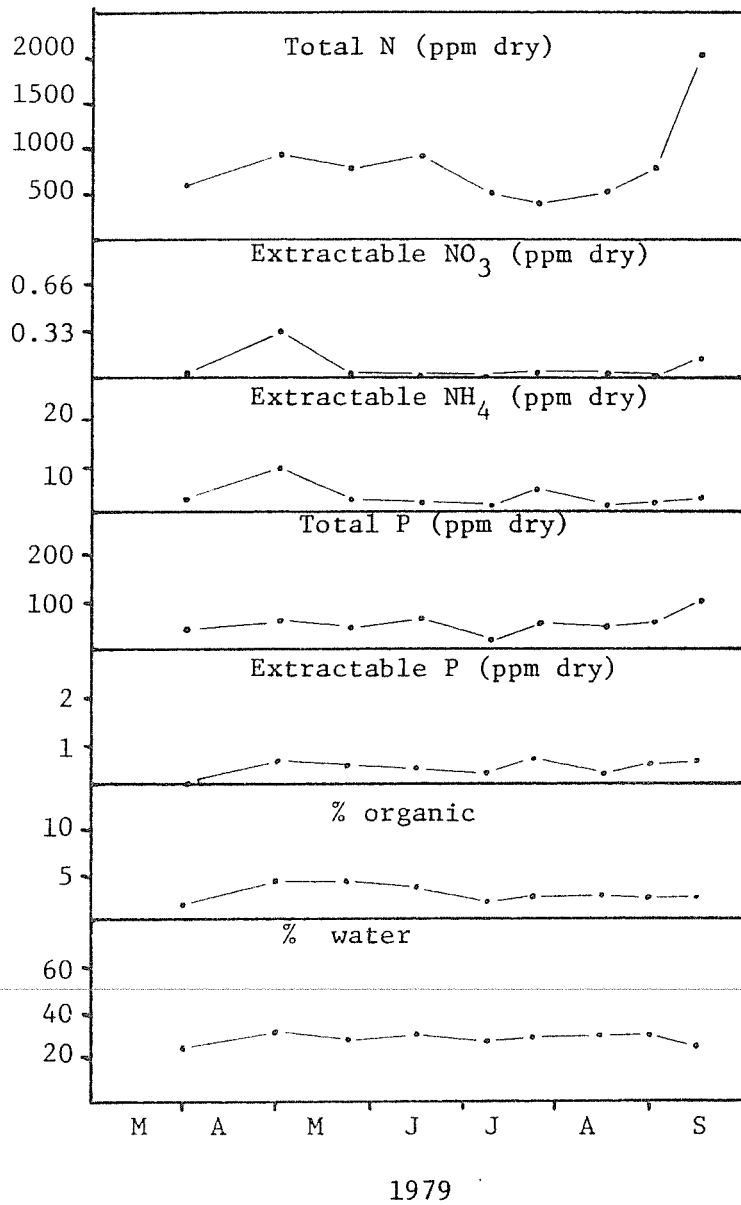 Total N (ppm dry)
2000
1500
1000
500
Extractable NO3 (ppm dry)
0.66
0.33
Extractable NH4 (ppm dry)
20
10
Total P (ppm dry)
200
100
Extractable P (ppm dry)
2
1
% organic
10
5
% water
60
40
20
M A M J J A S
1979